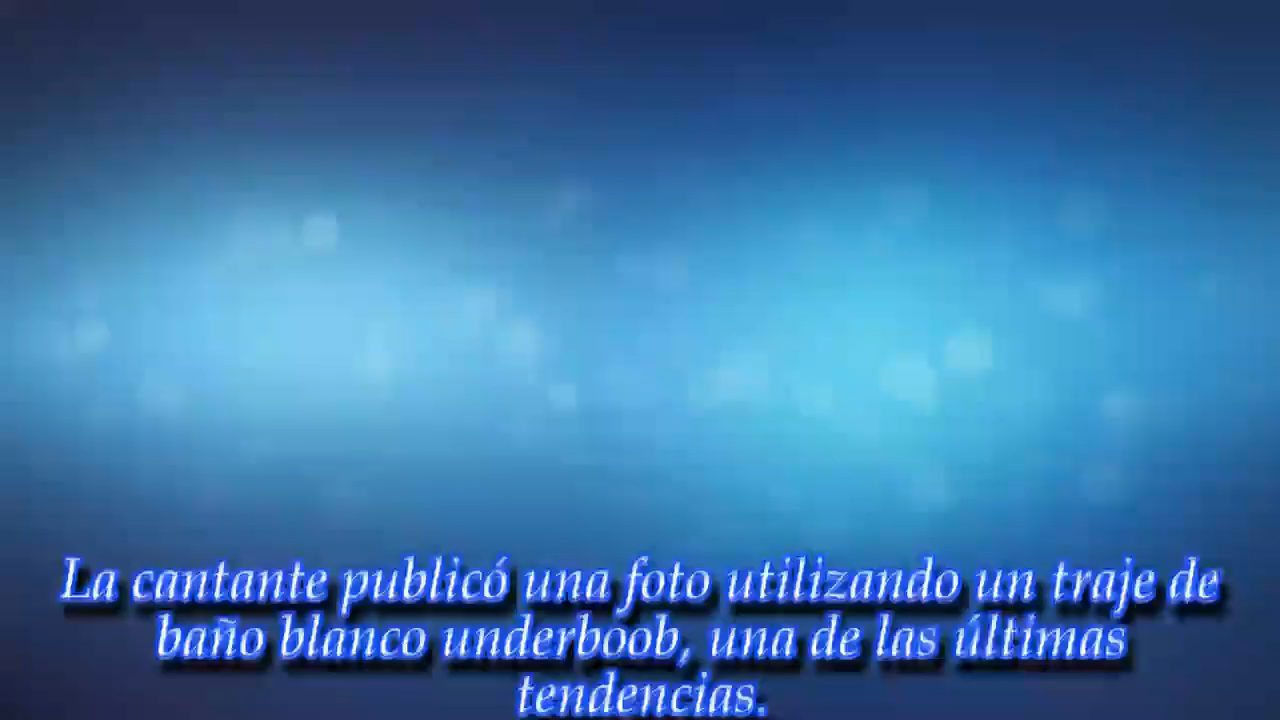 La cantante publicó una foto utilizando un traje de
baño blanco underboob, una de las últimas
tendencias.